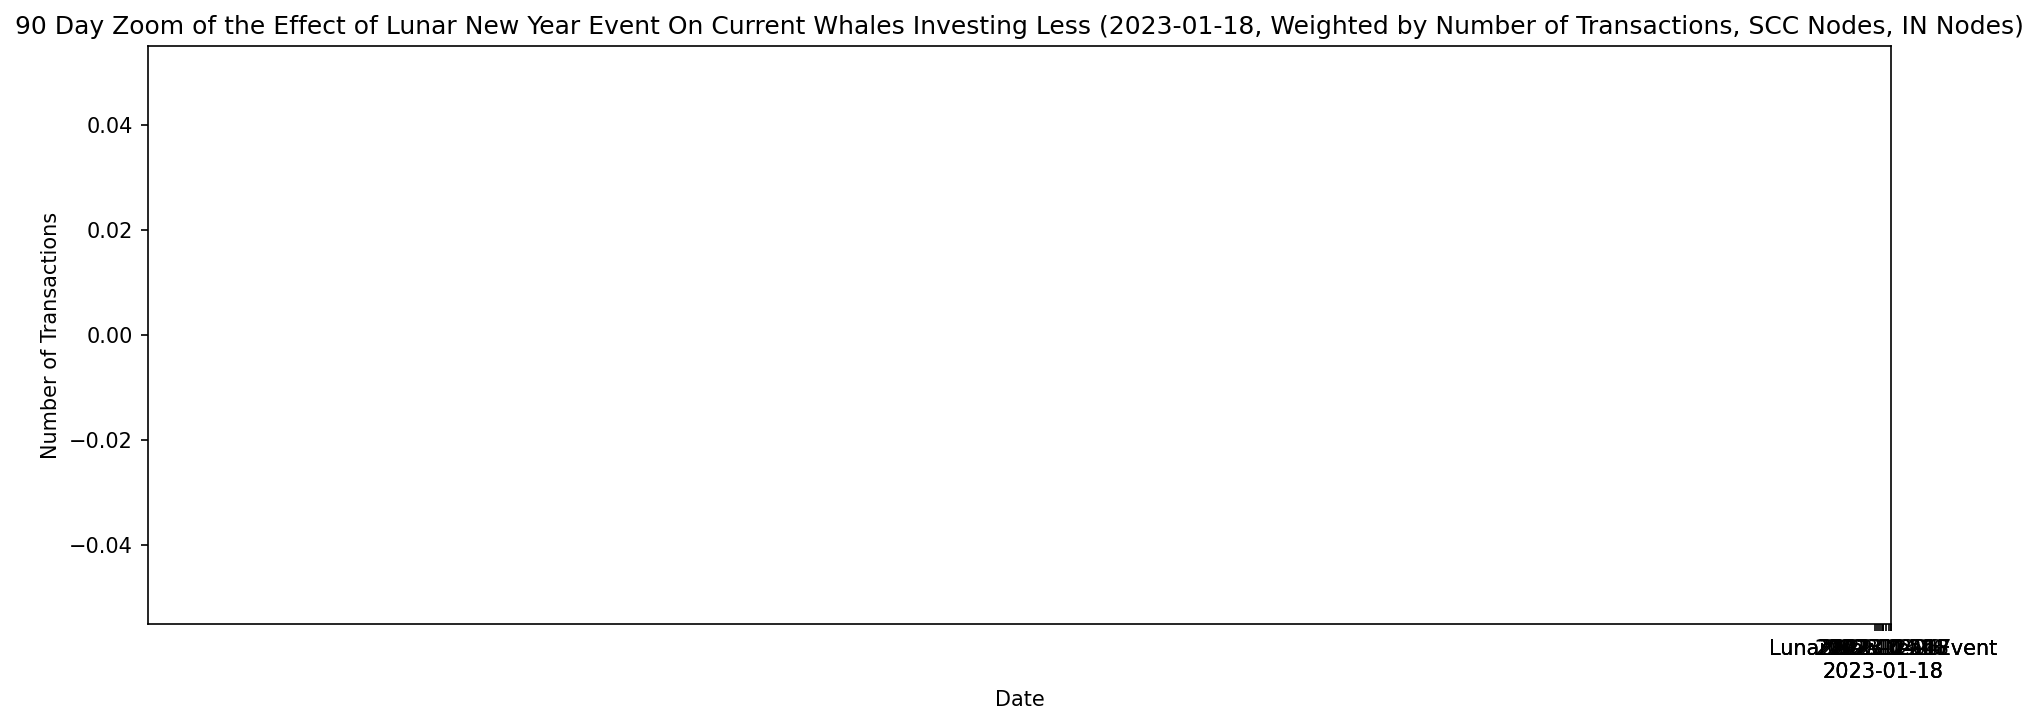 90 Day Zoom of the Effect of Lunar New Year Event On Current Whales Investing Less (2023-01-18, Weighted by Number of Transactions, SCC Nodes, IN Nodes)
0.04
0.02
0.00
−0.02
−0.04
Number of Transactions
Lunar Event
2023-01-18
Date